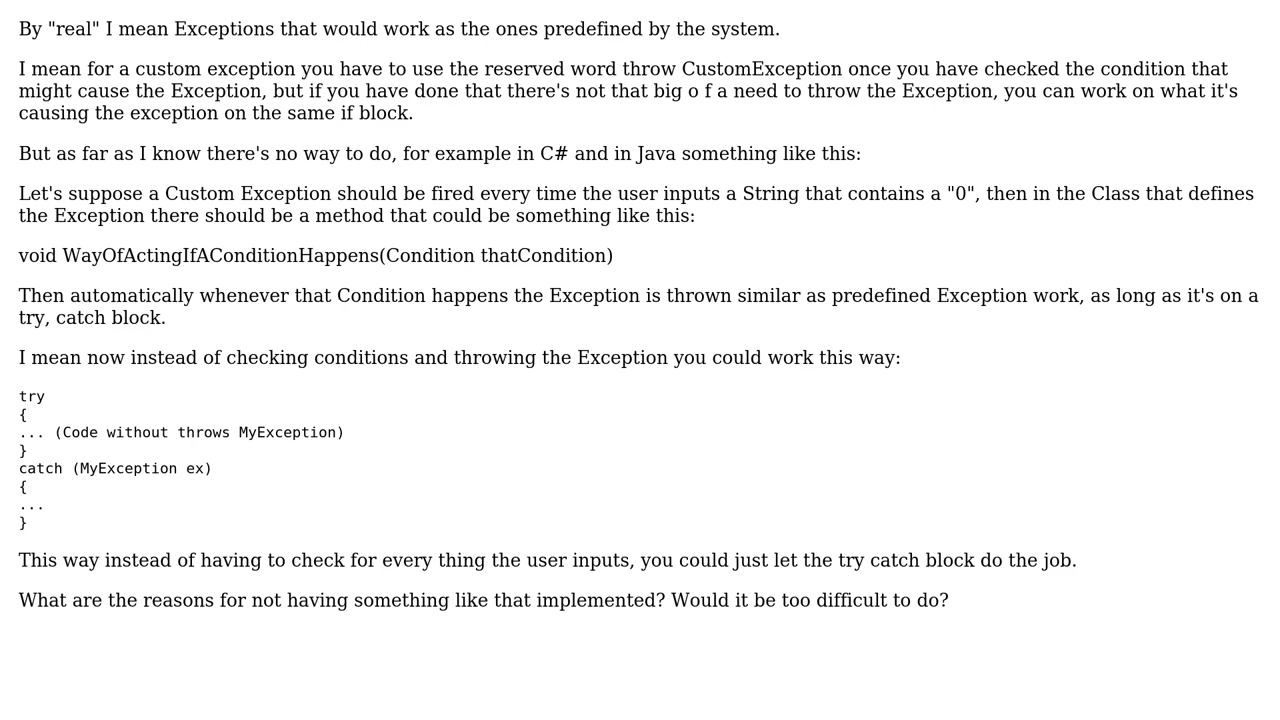 By "real" I mean Exceptions that would work as the ones predefined by the system.
I mean for a custom exception you have to use the reserved word throw CustomException once you have checked the condition that
might cause the Exception, but if you have done that there's not that big o f a need to throw the Exception, you can work on what it's
causing the exception on the same if block.
But as far as I know there's no way to do, for example in C# and in Java something like this:
Let's suppose a Custom Exception should be fired every time the user inputs a String that contains a "0", then in the Class that defines
the Exception there should be a method that could be something like this:
void WayOfActingIfAConditionHappens(Condition thatCondition)
Then automatically whenever that Condition happens the Exception is thrown similar as predefined Exception work, as long as it's on a
try, catch block.
I mean now instead of checking conditions and throwing the Exception you could work this way:
try
{
... (Code without throws MyException)
}
catch (MyException ex)
{
...
}
This way instead of having to check for every thing the user inputs, you could just let the try catch block do the job.
What are the reasons for not having something like that implemented? Would it be too difficult to do?